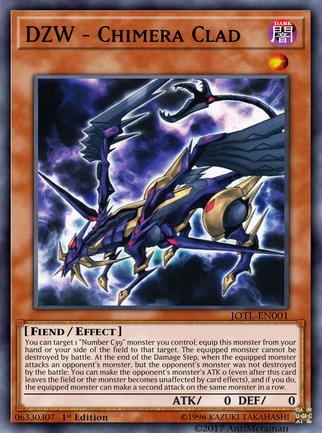 DZW - Chimera Clad
DARK
闇
JOTL-EN001
[Fiend / Effect]
You can target 1 "Number C39" monster you control; equip this monster from your
hand or your side of the field to that target. The equipped monster cannot be
destroyed by battle. At the end of the Damage Step, when the equipped monster
attacks an opponent's monster, but the opponent's monster was not destroyed by
the battle: You can make the opponent's monster's ATK 0 (even after this card
leaves the field or the monster becomes unaffected by card effects), and if you do,
the equipped monster can make a second attack on the same monster in a row.
ATK/ 0 DEF/ 0
06330307 1st Edition ©1996 KAZUKI TAKAHASHI
©2017 AntiMetaman